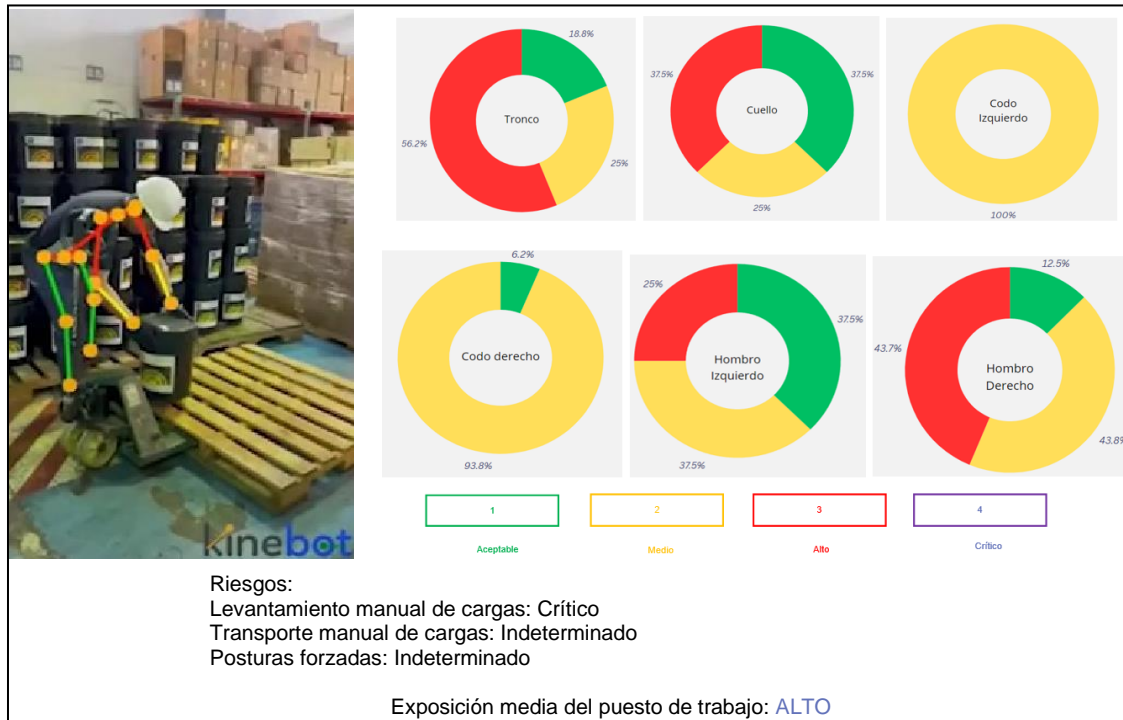 18.8%
Tronco
56.2%
25%
37.5%
37.5%
Cuello
25%
Codo
Izquierdo
100%
6.2%
Codo derecho
93.8%
25%
37.5%
Hombro
Izquierdo
37.5%
12.5%
43.7%
Hombro
Derecho
43.8%
1
2
3
4
Aceptable
Medio
Alto
Crítico
kinebot
Riesgos:
Levantamiento manual de cargas: Crítico
Transporte manual de cargas: Indeterminado
Posturas forzadas: Indeterminado
Exposición media del puesto de trabajo: ALTO